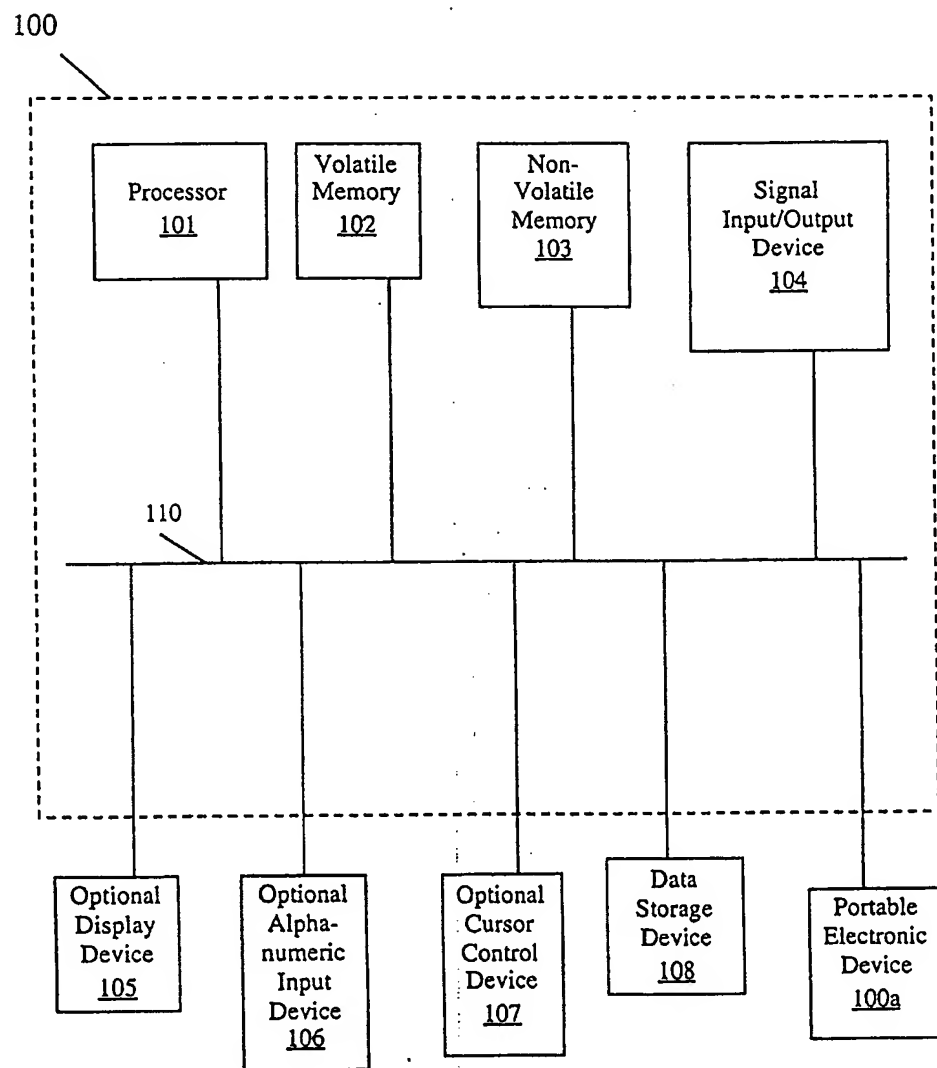 100
Processor
101
Volatile
Memory
102
Non-
Volatile
Memory
103
Signal
Input/Output
Device
104
110
Optional
Display
Device
105
Optional
Alpha-
numeric
Input
Device
106
Optional
Cursor
Control
Device
107
Data
Storage
Device
108
Portable
Electronic
Device
100a